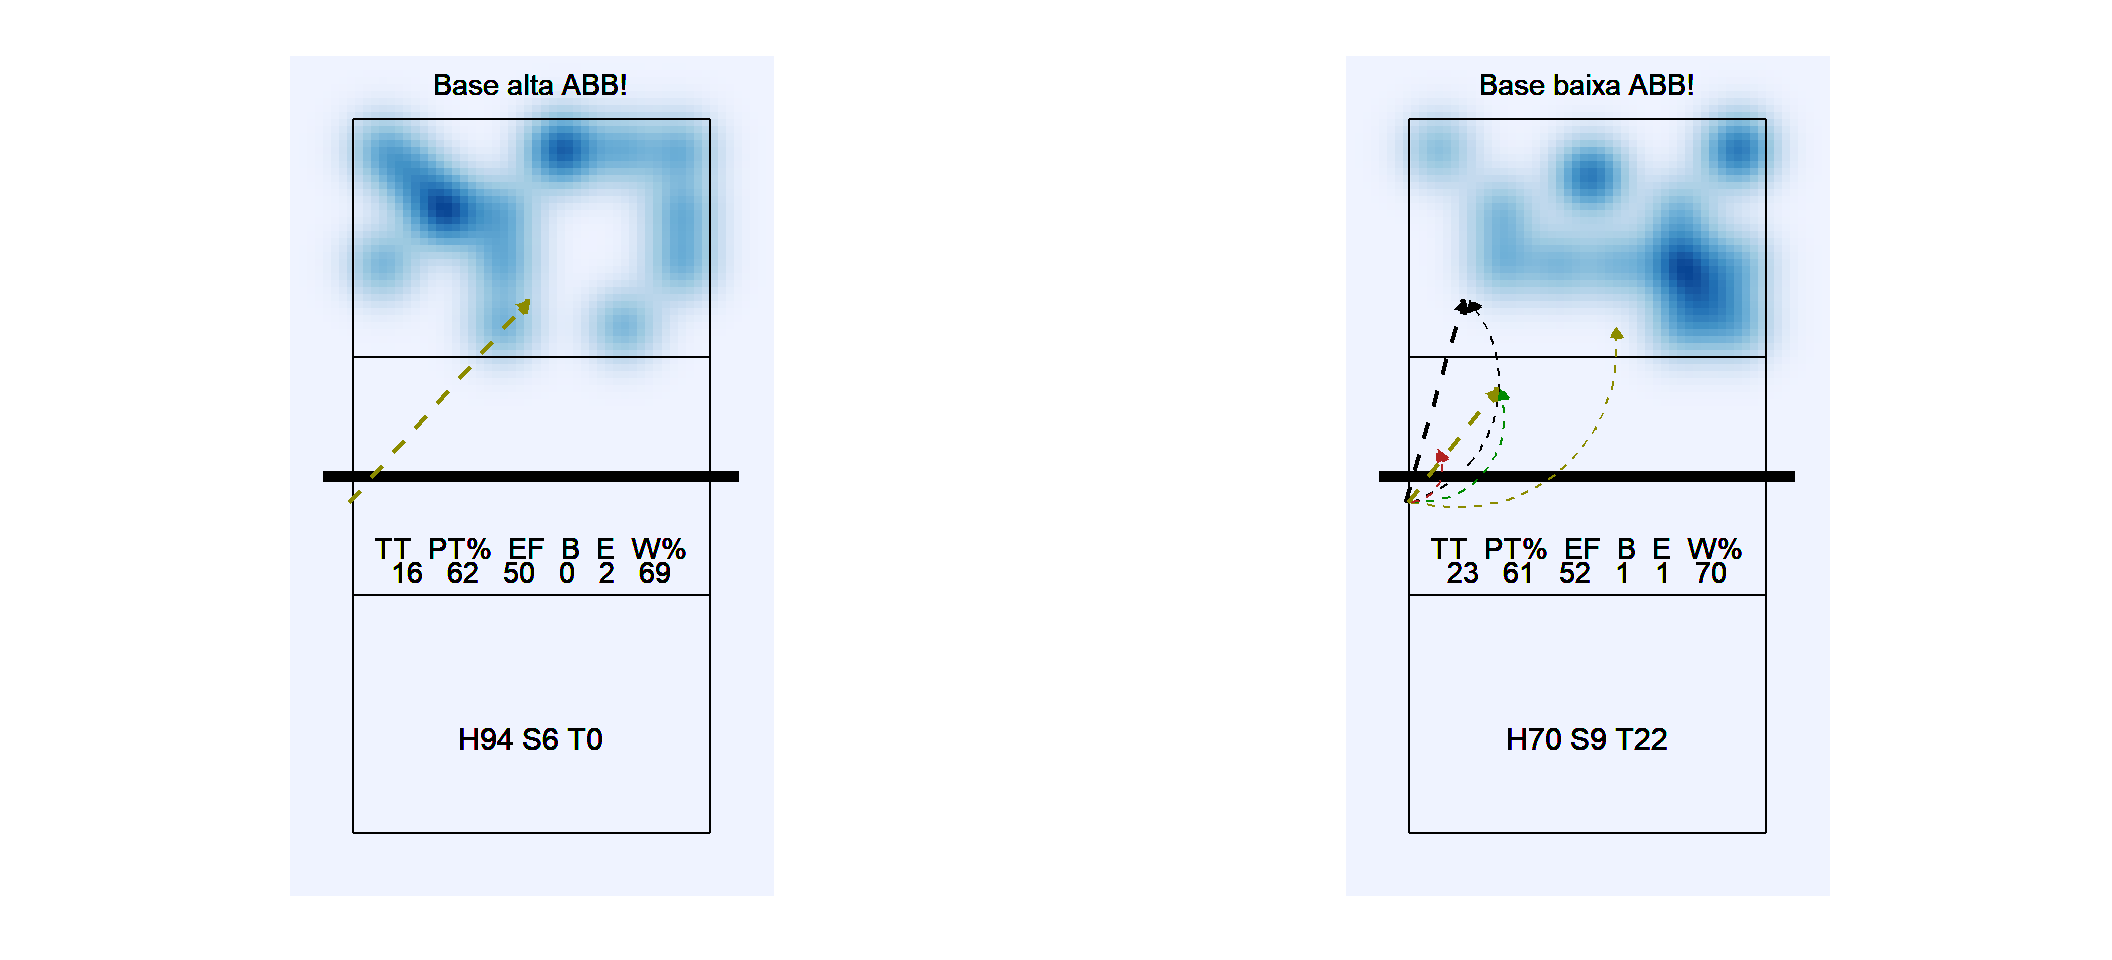 Base alta ABB!
TT PT% EF B E W%
16 62 50 0 2 69
H94 S6 T0
Base baixa ABB!
TT PT% EF B E W%
23 61 52 1 1 70
H70 S9 T22